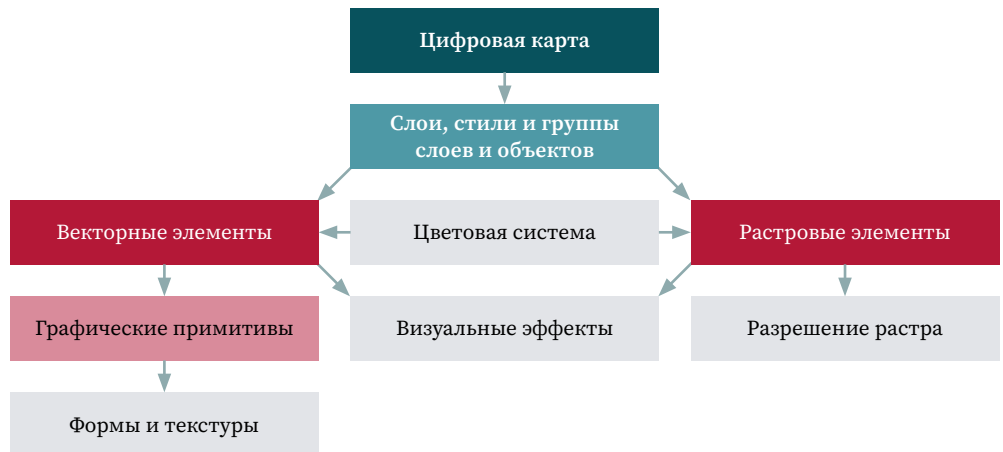 Цифровая карта
Слои, стили и группы
слоев и объектов
Векторные элементы
Цветовая система
Растровые элементы
Графические примитивы
Визуальные эффекты
Разрешение растра
Формы и текстуры